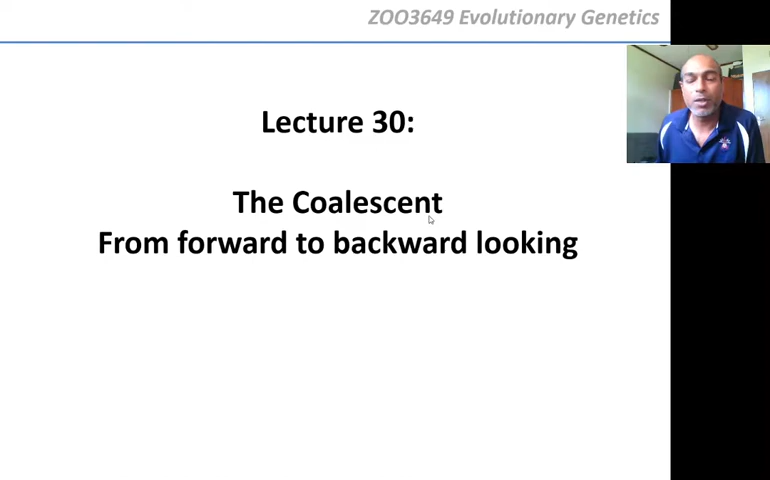 ZOO3649 Evolutionary Genetics
Lecture 30:
The Coalescent
From forward to backward looking